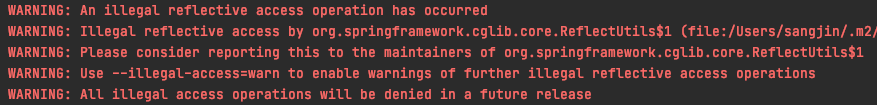 WARNING: An illegal reflective access operation has occurred
WARNING: Illegal reflective access by org.springframework.cglib.core.ReflectUtils$1 (file:/Users/sangjin/.m2/
WARNING: Please consider reporting this to the maintainers of org.springframework.cglib.core.ReflectUtils$1
WARNING: Use --illegal-access=warn to enable warnings of further illegal reflective access operations
WARNING: All illegal access operations will be denied in a future release